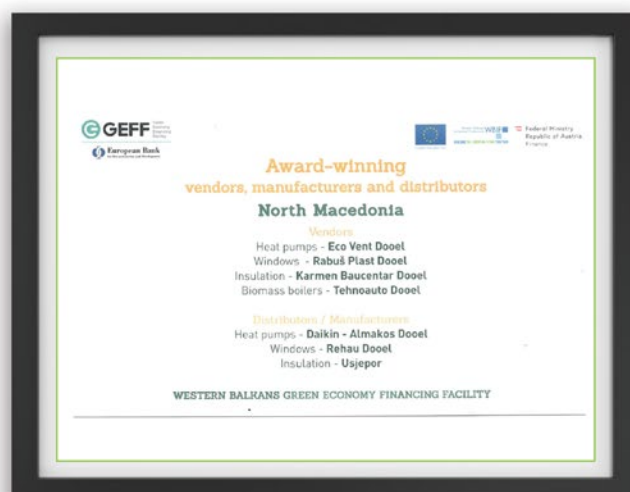 GEFF
European Bank
WBIF
Federal Ministry
Republic of Austria
Finance
Award-winning
vendors, manufacturers and distributors
North Macedonia
Vendors
Heat pumps - Eco Vent Dooel
Windows - Rabuš Plast Dooel
Insulation - Karmen Baucentar Dooel
Biomass boilers - Tehnoauto Dooel
Distributors / Manufacturers
Heat pumps - Daikin - Almakos Dooel
Windows - Rehau Dooel
Insulation - Usjepor
WESTERN BALKANS GREEN ECONOMY FINANCING FACILITY